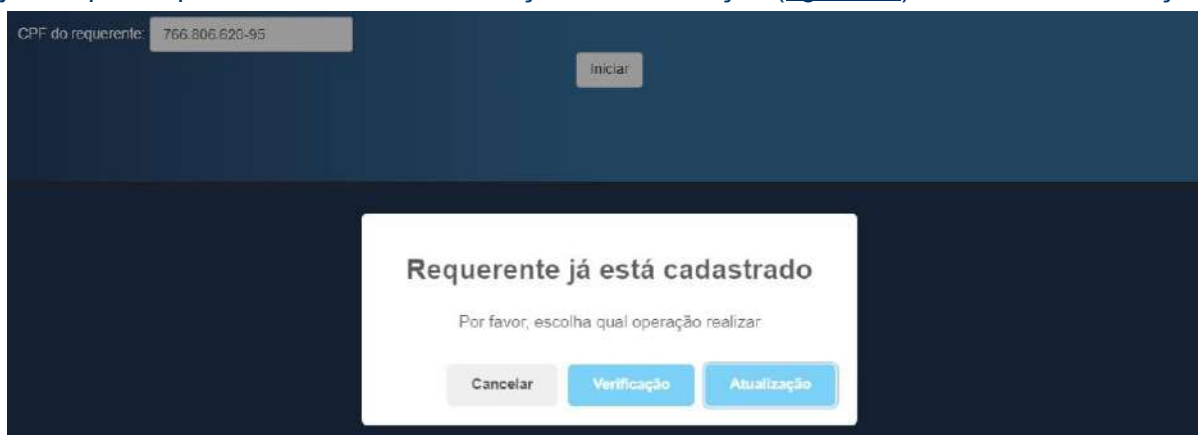 CPF do requerente: 766.806.620-95
Iniciar
Requerente já está cadastrado
Por favor, escolha qual operação realizar
Cancelar Verificação Atualização